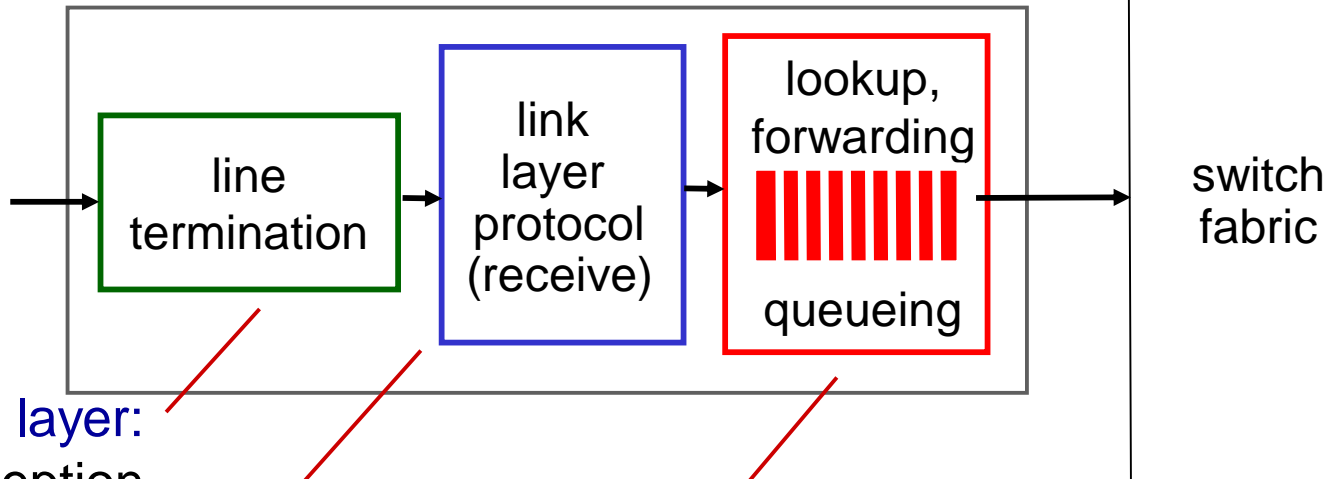 line
termination
link
layer
protocol
(receive)
lookup,
forwarding
queueing
switch
fabric
layer: